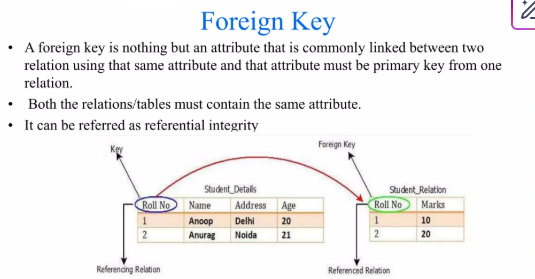 Foreign Key
• A foreign key is nothing but an attribute that is commonly linked between two
relation using that same attribute and that attribute must be primary key from one
relation.
• Both the relations/tables must contain the same attribute.
• It can be referred as referential integrity
Key
Foreign Key
Student_Details
Roll No Name Address Age
1 Anoop Delhi 20
2 Anurag Noida 21
Student_Relation
Roll No Marks
1 10
2 20
Referencing Relation
Referenced Relation